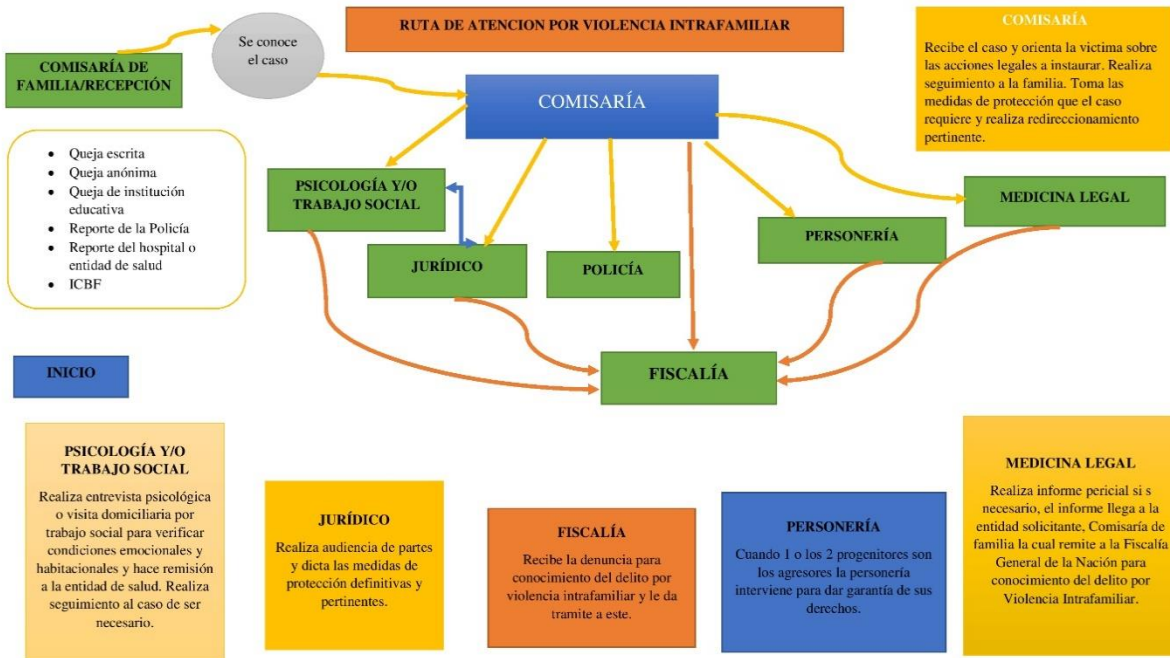 RUTA DE ATENCION POR VIOLENCIA INTRAFAMILIAR
COMISARÍA DE
FAMILIA/RECEPCIÓN
Se conoce
el caso
COMISARÍA
COMISARÍA
Recibe el caso y orienta la victima sobre
las acciones legales a instaurar. Realiza
seguimiento a la familia. Toma las
medidas de protección que el caso
requiere y realiza redireccionamiento
pertinente.
• Queja escrita
• Queja anónima
• Queja de institución
educativa
• Reporte de la Policía
• Reporte del hospital o
entidad de salud
• ICBF
PSICOLOGÍA Y/O
TRABAJO SOCIAL
JURÍDICO
POLICÍA
PERSONERÍA
MEDICINA LEGAL
FISCALÍA
INICIO
PSICOLOGÍA Y/O
TRABAJO SOCIAL
Realiza entrevista psicológica
o visita domiciliaria por
trabajo social para verificar
condiciones emocionales y
habitacionales y hace remisión
a la entidad de salud. Realiza
seguimiento al caso de ser
necesario.
JURÍDICO
Realiza audiencia de partes
y dicta las medidas de
protección definitivas y
pertinentes.
FISCALÍA
Recibe la denuncia para
conocimiento del delito por
violencia intrafamiliar y le da
tramite a este.
PERSONERÍA
Cuando 1 o los 2 progenitores son
los agresores la personería
interviene para dar garantía de sus
derechos.
MEDICINA LEGAL
Realiza informe pericial si s
necesario, el informe llega a la
entidad solicitante, Comisaría de
familia la cual remite a la Fiscalía
General de la Nación para
conocimiento del delito por
Violencia Intrafamiliar.